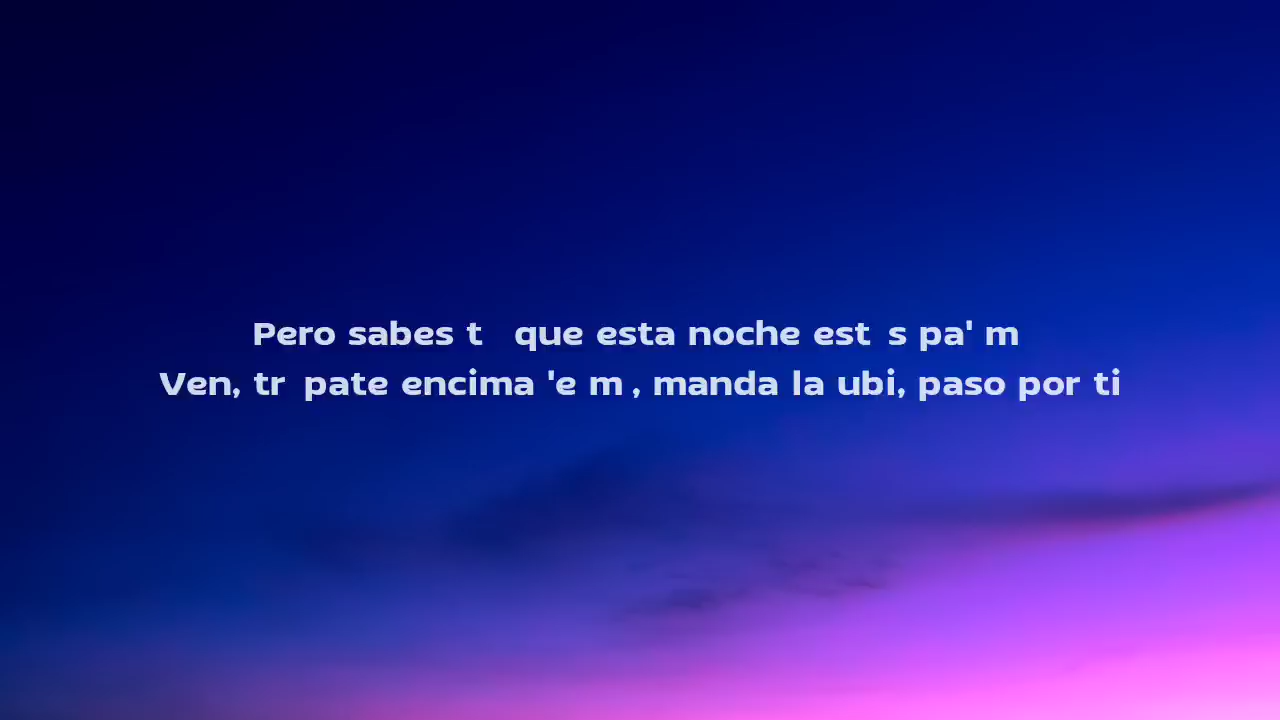 Pero sabes t  que esta noche est s pa' m
Ven, tr pate encima 'e m , manda la ubi, paso por ti